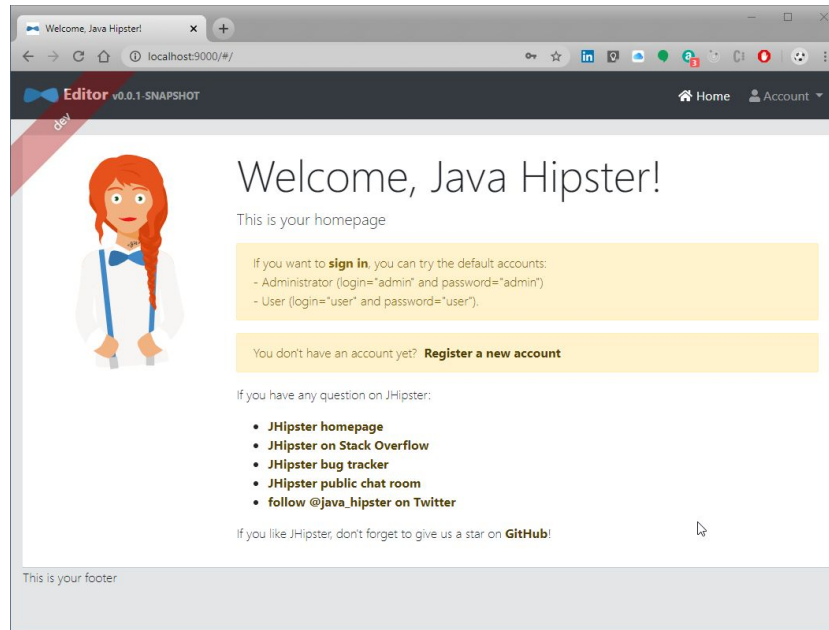 Welcome, Java Hipster!
localhost:9000/#/
Editor v0.0.1-SNAPSHOT
Home
Account
dev
Welcome, Java Hipster!
This is your homepage
If you want to sign in, you can try the default accounts:
- Administrator (login="admin" and password="admin")
- User (login="user" and password="user").
You don't have an account yet? Register a new account
If you have any question on JHipster:
JHipster homepage
JHipster on Stack Overflow
JHipster bug tracker
JHipster public chat room
follow @java_hipster on Twitter
If you like JHipster, don't forget to give us a star on GitHub!
This is your footer